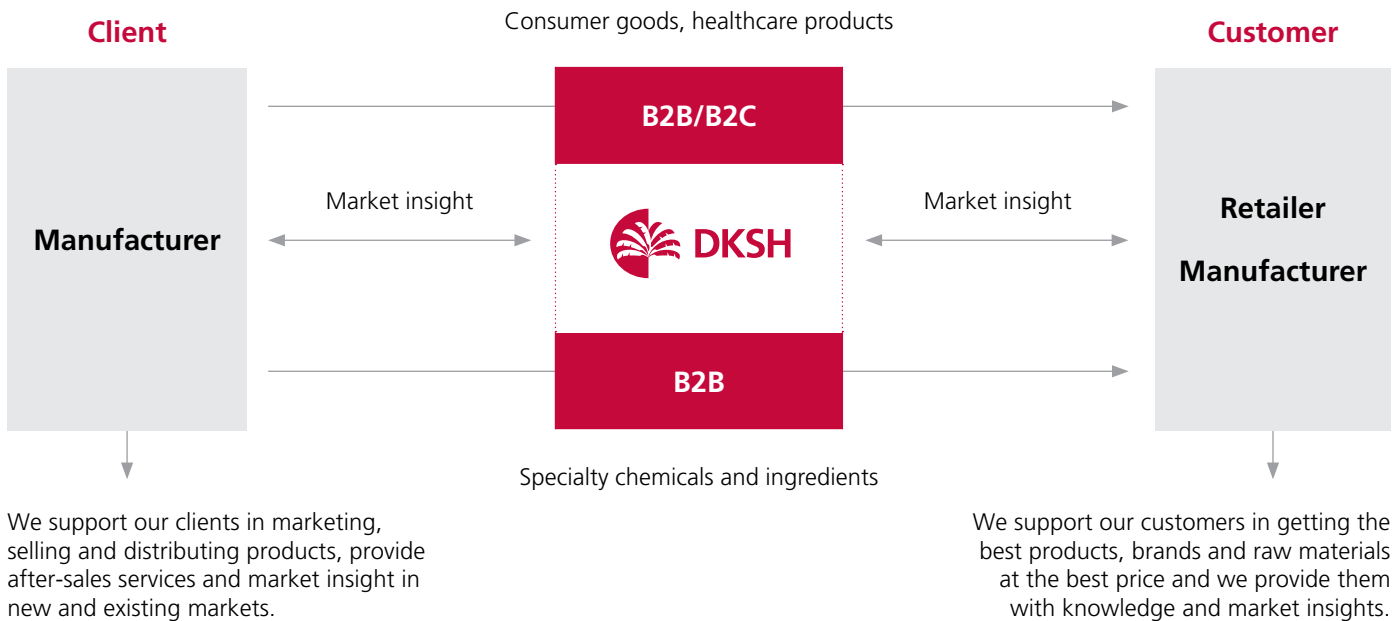 Client
Consumer goods, healthcare products
Customer
B2B/B2C
Market insight
Market insight
Manufacturer
DKSH
Retailer
Manufacturer
B2B
Specialty chemicals and ingredients
We support our clients in marketing,
selling and distributing products, provide
after-sales services and market insight in
new and existing markets.
We support our customers in getting the
best products, brands and raw materials
at the best price and we provide them
with knowledge and market insights.